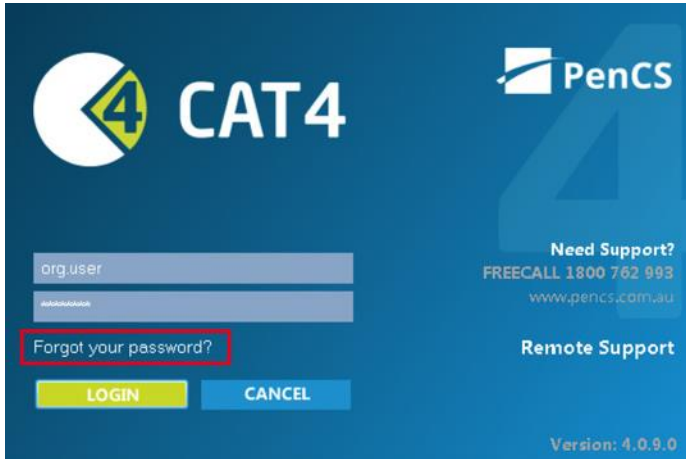 4 CAT4
PenCS
org.user
**********
Need Support?
FREECALL 1800 762 993
www.pencs.com.au
Forgot your password?
Remote Support
LOGIN
CANCEL
Version: 4.0.9.0